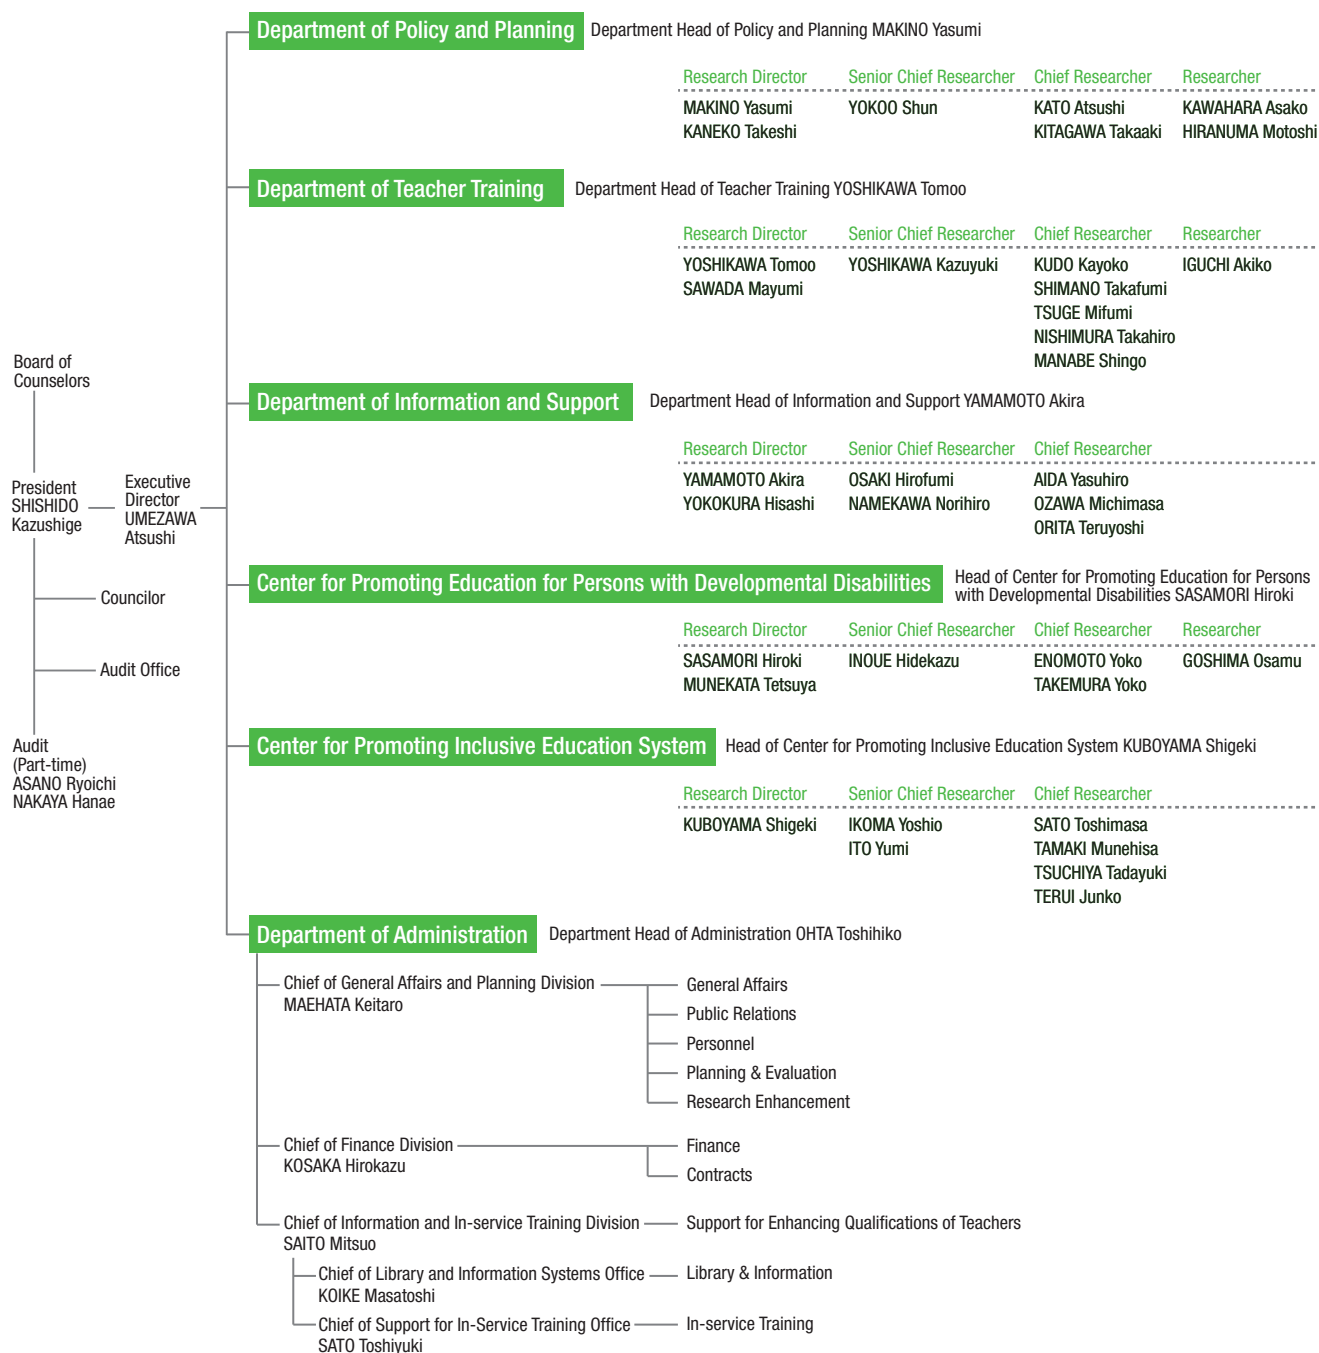 Board of
Counselors
President
SHISHIDO
Kazushige
Executive
Director
UMEZAWA
Atsushi
Councilor
Audit Office
Audit
(Part-time)
ASANO Ryoichi
NAKAYA Hanae
Department of Policy and Planning
Department Head of Policy and Planning MAKINO Yasumi
Research Director Senior Chief Researcher Chief Researcher Researcher
MAKINO Yasumi YOKOO Shun KATO Atsushi KAWAHARA Asako
KANEKO Takeshi KITAGAWA Takaaki HIRANUMA Motoshi
Department of Teacher Training
Department Head of Teacher Training YOSHIKAWA Tomoo
Research Director Senior Chief Researcher Chief Researcher Researcher
YOSHIKAWA Tomoo YOSHIKAWA Kazuyuki KUDO Kayoko IGUCHI Akiko
SAWADA Mayumi SHIMANO Takafumi
TSUGE Mifumi
NISHIMURA Takahiro
MANABE Shingo
Department of Information and Support
Department Head of Information and Support YAMAMOTO Akira
Research Director Senior Chief Researcher Chief Researcher
YAMAMOTO Akira OSAKI Hirofumi AIDA Yasuhiro
YOKOKURA Hisashi NAMEKAWA Norihiro OZAWA Michimasa
ORITA Teruyoshi
Center for Promoting Education for Persons with Developmental Disabilities
Head of Center for Promoting Education for Persons
with Developmental Disabilities SASAMORI Hiroki
Research Director Senior Chief Researcher Chief Researcher Researcher
SASAMORI Hiroki INOUE Hidekazu ENOMOTO Yoko GOSHIMA Osamu
MUNEKATA Tetsuya TAKEMURA Yoko
Center for Promoting Inclusive Education System
Head of Center for Promoting Inclusive Education System KUBOYAMA Shigeki
Research Director Senior Chief Researcher Chief Researcher
KUBOYAMA Shigeki IKOMA Yoshio SATO Toshimasa
ITO Yumi TAMAKI Munehisa
TSUCHIYA Tadayuki
TERUI Junko
Department of Administration
Department Head of Administration OHTA Toshihiko
Chief of General Affairs and Planning Division
MAEHATA Keitaro
General Affairs
Public Relations
Personnel
Planning & Evaluation
Research Enhancement
Chief of Finance Division
KOSAKA Hirokazu
Finance
Contracts
Chief of Information and In-service Training Division
SAITO Mitsuo
Support for Enhancing Qualifications of Teachers
Chief of Library and Information Systems Office
KOIKE Masatoshi
Library & Information
Chief of Support for In-Service Training Office
SATO Toshiyuki
In-service Training